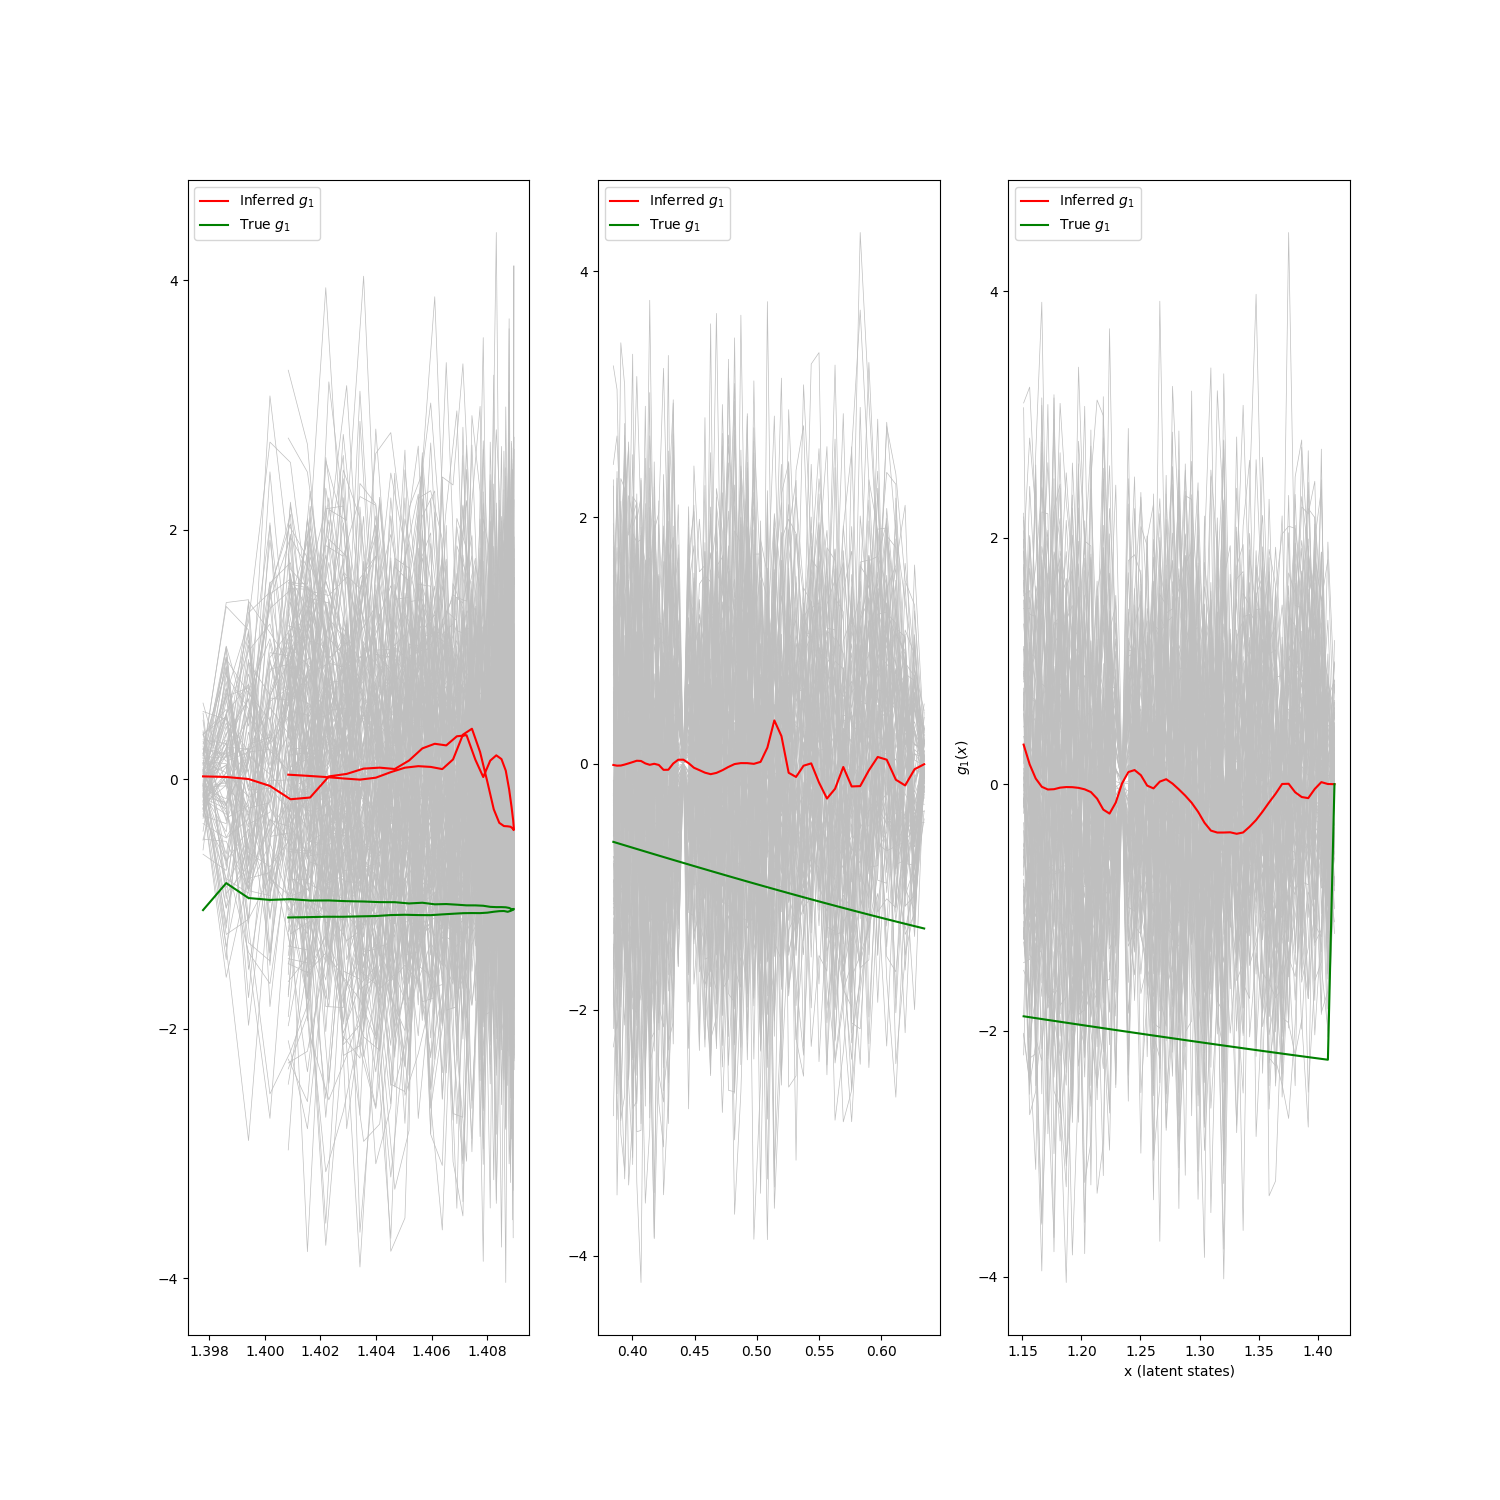 Inferred g₁
True g₁
4
2
0
−2
−4
1.398 1.400 1.402 1.404 1.406 1.408
Inferred g₁
True g₁
4
2
0
−2
−4
0.40 0.45 0.50 0.55 0.60
Inferred g₁
True g₁
g₁(x)
4
2
0
−2
−4
1.15 1.20 1.25 1.30 1.35 1.40
x (latent states)